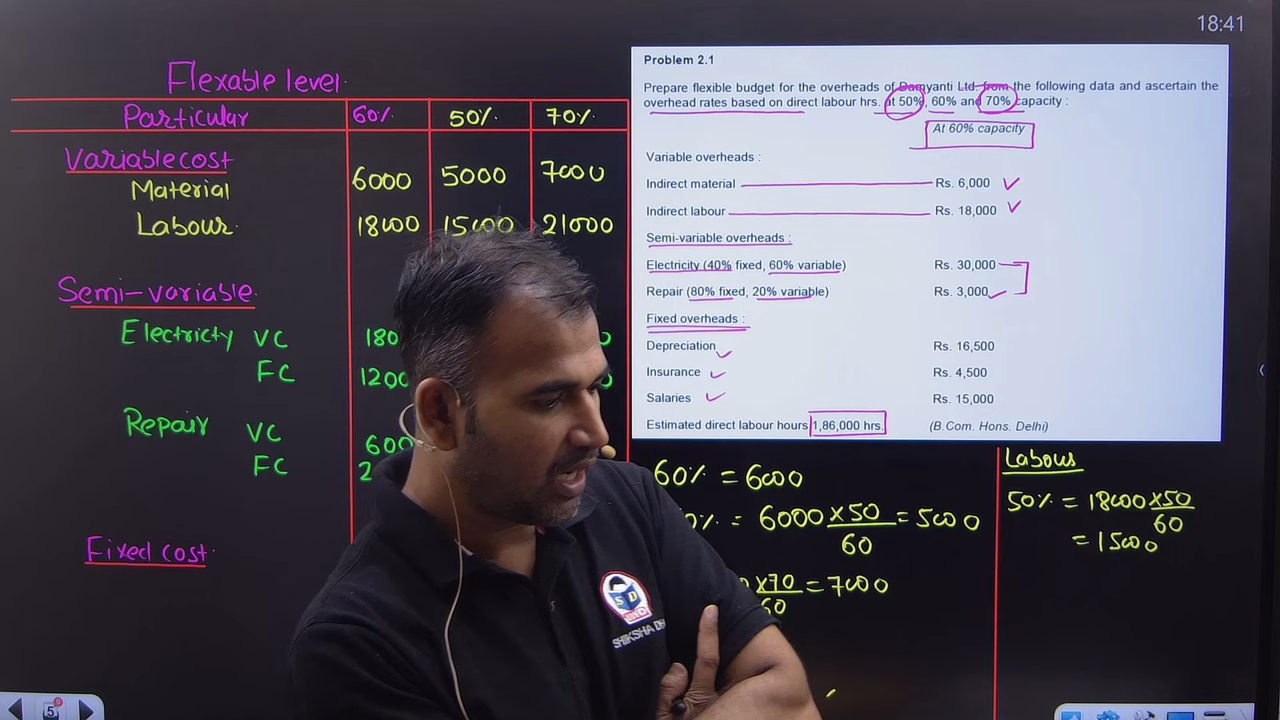 18:41
Flexable level
Particular 60% 50% 70%
Variable cost
Material 6000 5000 7000
Labour 18000 15000 21000
Semi-variable
Electricty VC
FC
Repair VC
FC
Fixed cost
Problem 2.1
Prepare flexible budget for the overheads of Damyanti Ltd. from the following data and ascertain the
overhead rates based on direct labour hrs. at 50%, 60% and 70% capacity :
At 60% capacity
Variable overheads :
Indirect material Rs. 6,000
Indirect labour Rs. 18,000
Semi-variable overheads :
Electricity (40% fixed, 60% variable) Rs. 30,000
Repair (80% fixed, 20% variable) Rs. 3,000
Fixed overheads :
Depreciation Rs. 16,500
Insurance Rs. 4,500
Salaries Rs. 15,000
Estimated direct labour hours 1,86,000 hrs. (B.Com. Hons. Delhi)
60% = 6000
= 6000 × 50 / 60 = 5000
× 70 / 60 = 7000
Labour
50% = 18000 × 50 / 60
= 15000
SD
5